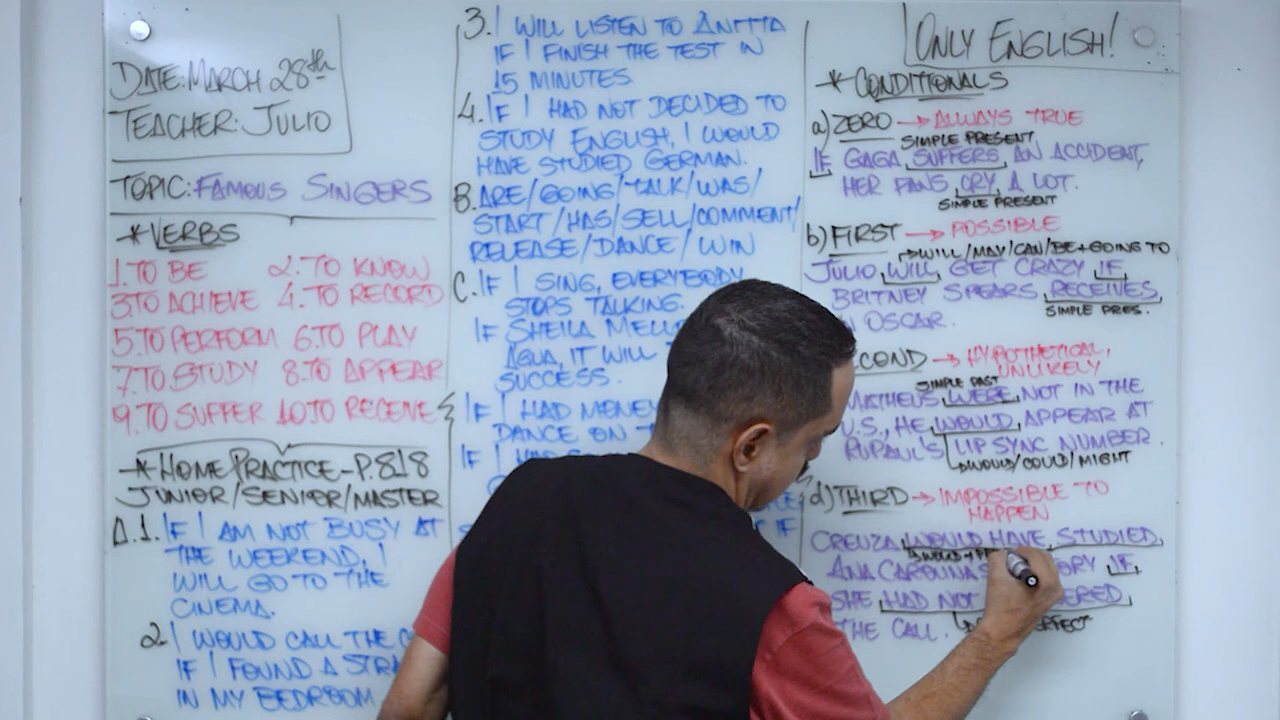 DATE: MARCH 28th
TEACHER: JULIO
TOPIC: FAMOUS SINGERS
* VERBS
1. TO BE 2. TO KNOW
3. TO ACHIEVE 4. TO RECORD
5. TO PERFORM 6. TO PLAY
7. TO STUDY 8. TO APPEAR
9. TO SUFFER 10. TO RECEIVE
* HOME PRACTICE - P.818
JUNIOR/SENIOR/MASTER
A.1. IF I AM NOT BUSY AT
THE WEEKEND, I
WILL GO TO THE
CINEMA.
2. I WOULD CALL THE
IF I FOUND A
IN MY BEDROOM
3. I WILL LISTEN TO ANITTA
IF I FINISH THE TEST IN
15 MINUTES.
4. IF I HAD NOT DECIDED TO
STUDY ENGLISH, I WOULD
HAVE STUDIED GERMAN.
B. ARE/GOING/TALK/WAS/
START/HAS/SELL/COMMENT/
RELEASE/DANCE/WIN
C. IF I SING, EVERYBODY
STOPS TALKING.
IF SHEILA
IT WILL
SUCCESS.
IF I HAD MONEY
DANCE ON
IF I HAD
IF
ONLY ENGLISH!
* CONDITIONALS
a) ZERO → ALWAYS TRUE
SIMPLE PRESENT
IF GAGA SUFFERS AN ACCIDENT,
HER FANS CRY A LOT.
SIMPLE PRESENT
b) FIRST → POSSIBLE
WILL/MAY/CAN/BE+GOING TO
JULIO WILL GET CRAZY IF
BRITNEY SPEARS RECEIVES
OSCAR.
SIMPLE PRES.
→ HYPOTHETICAL,
UNLIKELY
SIMPLE PAST
MATHEUS WERE NOT IN THE
U.S., HE WOULD APPEAR AT
RUPAUL'S LIP SYNC NUMBER.
WOULD/COULD/MIGHT
d) THIRD → IMPOSSIBLE TO
HAPPEN
CREUZA WOULD HAVE STUDIED
ANA CAROLINA'S IF
SHE HAD NOT
THE CALL.